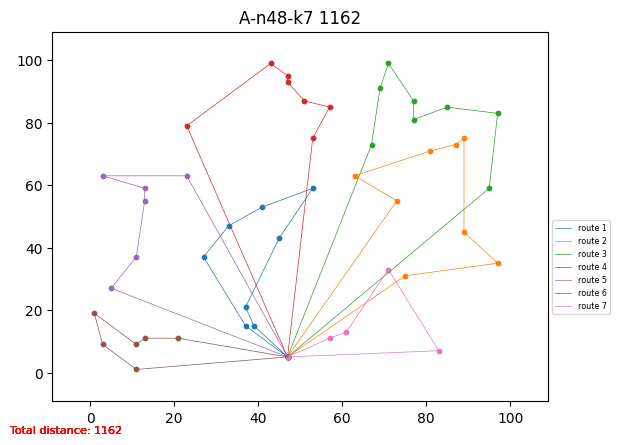 A-n48-k7 1162
100
80
60
40
20
0
0 20 40 60 80 100
route 1
route 2
route 3
route 4
route 5
route 6
route 7
Total distance: 1162